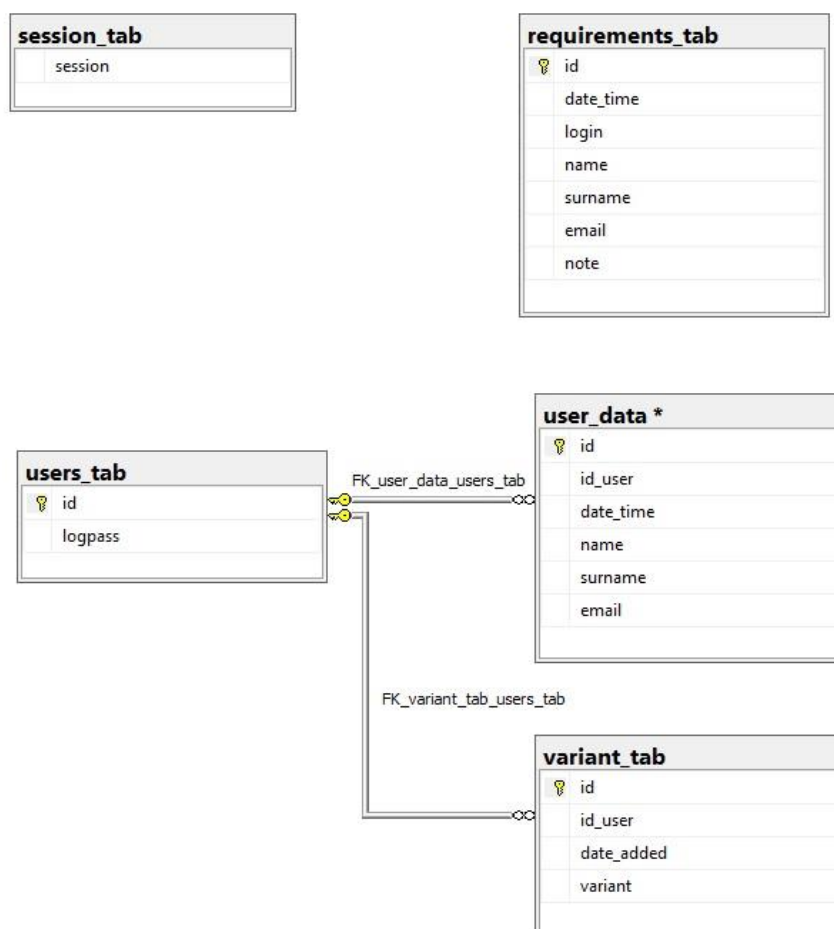 session_tab
session
requirements_tab
id
date_time
login
name
surname
email
note
users_tab
id
logpass
FK_user_data_users_tab
user_data *
id
id_user
date_time
name
surname
email
FK_variant_tab_users_tab
variant_tab
id
id_user
date_added
variant